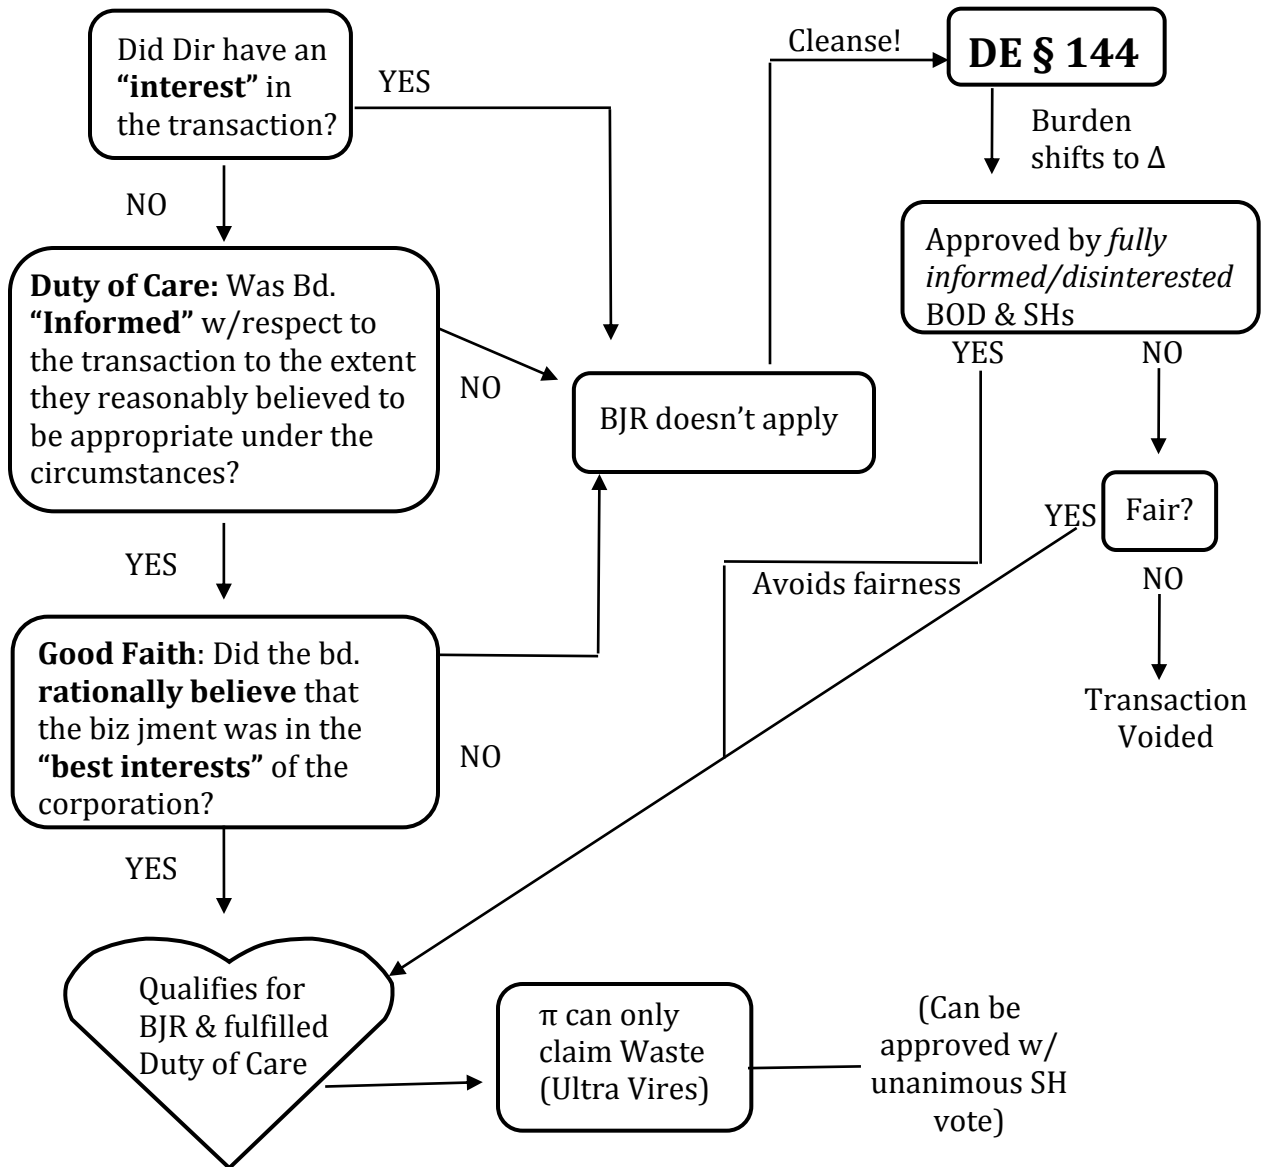 Did Dir have an
“interest” in
the transaction?
YES
NO
Cleanse!
DE § 144
Burden
shifts to Δ
Approved by fully
informed/disinterested
BOD & SHs
YES
NO
Duty of Care: Was Bd.
“Informed” w/respect to
the transaction to the extent
they reasonably believed to
be appropriate under the
circumstances?
NO
YES
BJR doesn’t apply
Fair?
YES
NO
Avoids fairness
Transaction
Voided
Good Faith: Did the bd.
rationally believe that
the biz jment was in the
“best interests” of the
corporation?
NO
YES
Qualifies for
BJR & fulfilled
Duty of Care
π can only
claim Waste
(Ultra Vires)
(Can be
approved w/
unanimous SH
vote)